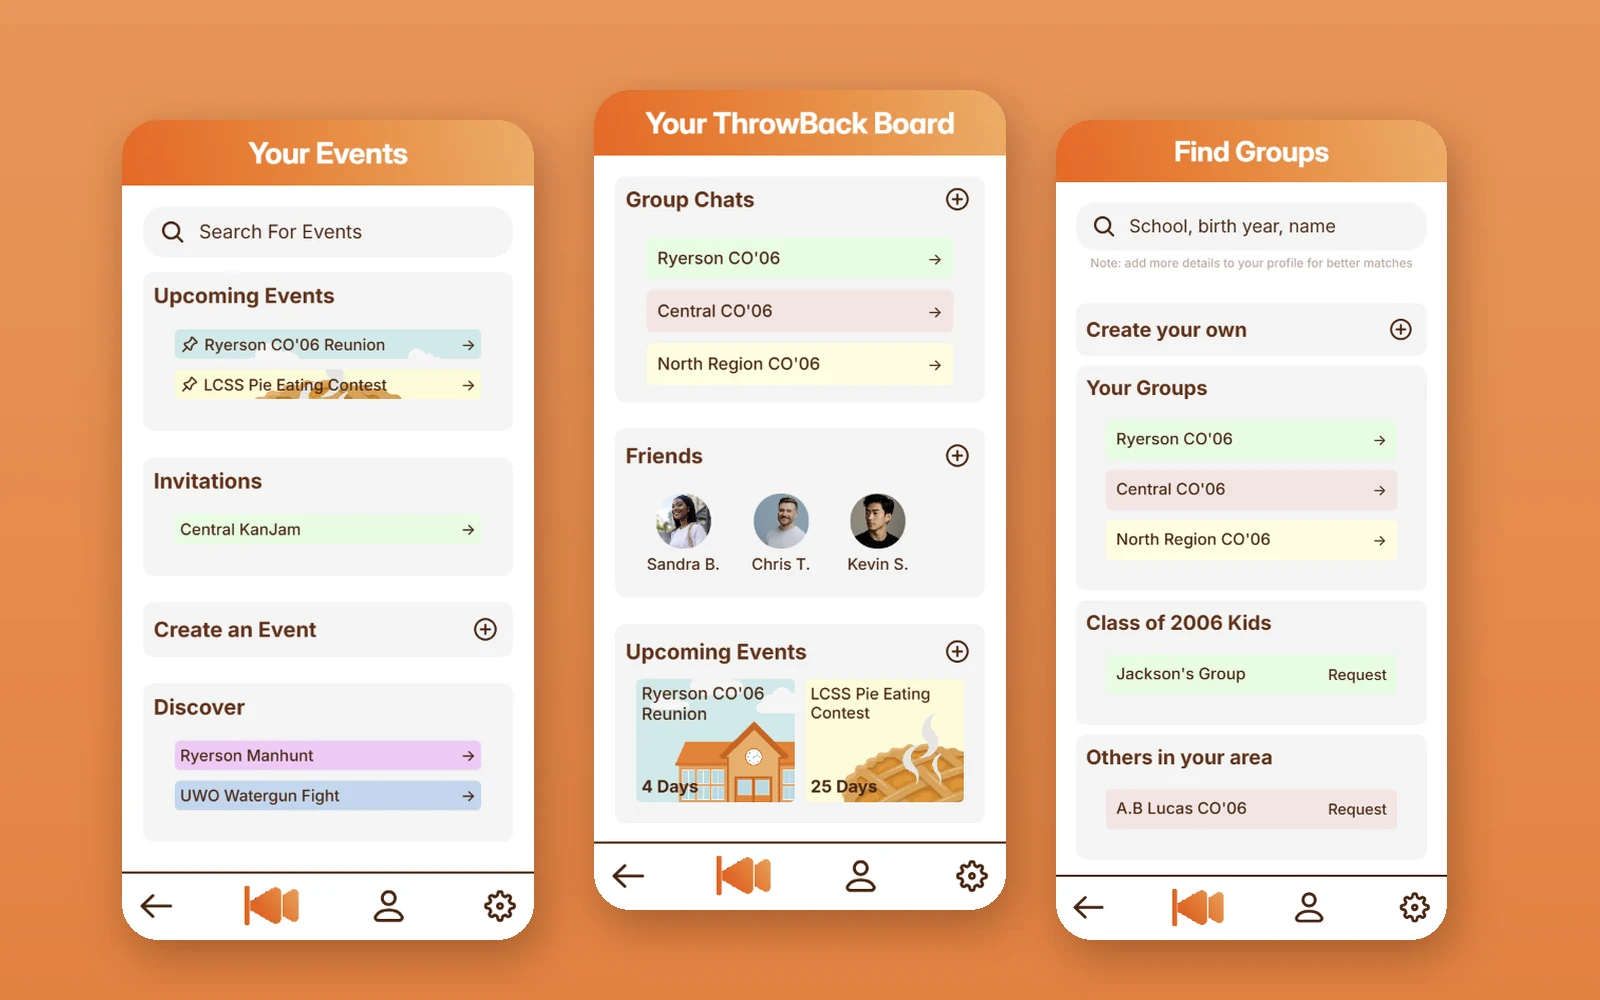 Your Events
Search For Events
Upcoming Events
Ryerson CO'06 Reunion
LCSS Pie Eating Contest
Invitations
Central KanJam
Create an Event
Discover
Ryerson Manhunt
UWO Watergun Fight
Your ThrowBack Board
Group Chats
Ryerson CO'06
Central CO'06
North Region CO'06
Friends
Sandra B.
Chris T.
Kevin S.
Upcoming Events
Ryerson CO'06
Reunion
4 Days
LCSS Pie Eating
Contest
25 Days
Find Groups
School, birth year, name
Note: add more details to your profile for better matches
Create your own
Your Groups
Ryerson CO'06
Central CO'06
North Region CO'06
Class of 2006 Kids
Jackson's Group Request
Others in your area
A.B Lucas CO'06 Request